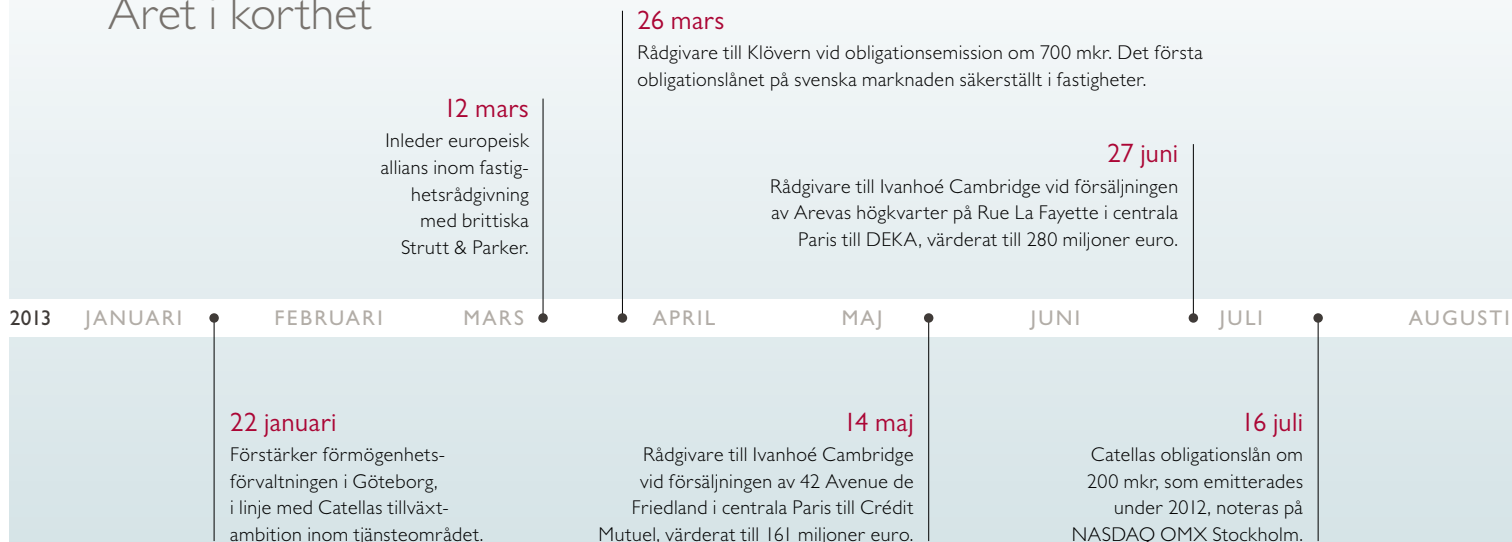 Året i korthet
26 mars
Rådgivare till Klövern vid obligationsemission om 700 mkr. Det första
obligationslånet på svenska marknaden säkerställt i fastigheter.
12 mars
Inleder europeisk
allians inom fastig-
hetsrådgivning
med brittiska
Strutt & Parker.
27 juni
Rådgivare till Ivanhoé Cambridge vid försäljningen
av Arevas högkvarter på Rue La Fayette i centrala
Paris till DEKA, värderat till 280 miljoner euro.
2013 JANUARI FEBRUARI MARS APRIL MAJ JUNI JULI AUGUSTI
22 januari
Förstärker förmögenhets-
förvaltningen i Göteborg,
i linje med Catellas tillväxt-
ambition inom tjänsteområdet.
14 maj
Rådgivare till Ivanhoé Cambridge
vid försäljningen av 42 Avenue de
Friedland i centrala Paris till Crédit
Mutuel, värderat till 161 miljoner euro.
16 juli
Catellas obligationslån om
200 mkr, som emitterades
under 2012, noteras på
NASDAQ OMX Stockholm.